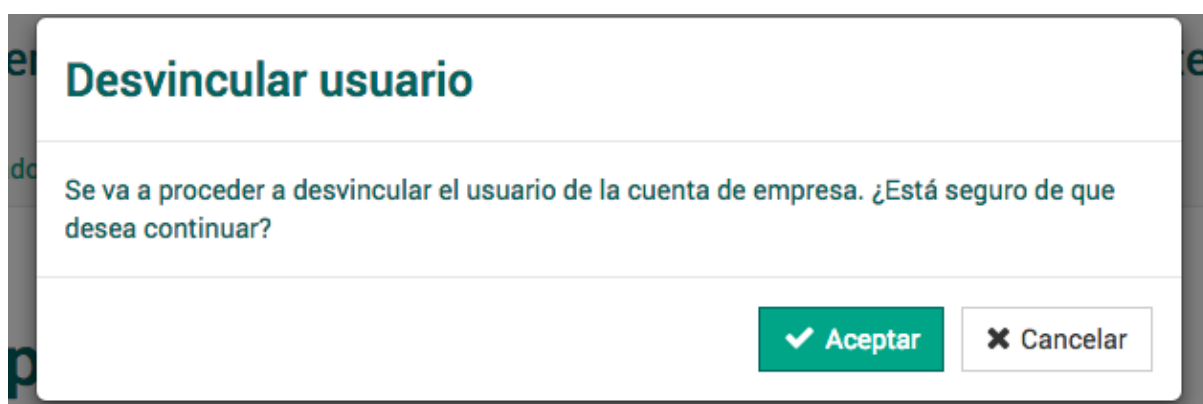 Desvincular usuario
Se va a proceder a desvincular el usuario de la cuenta de empresa. ¿Está seguro de que
desea continuar?
Aceptar
Cancelar